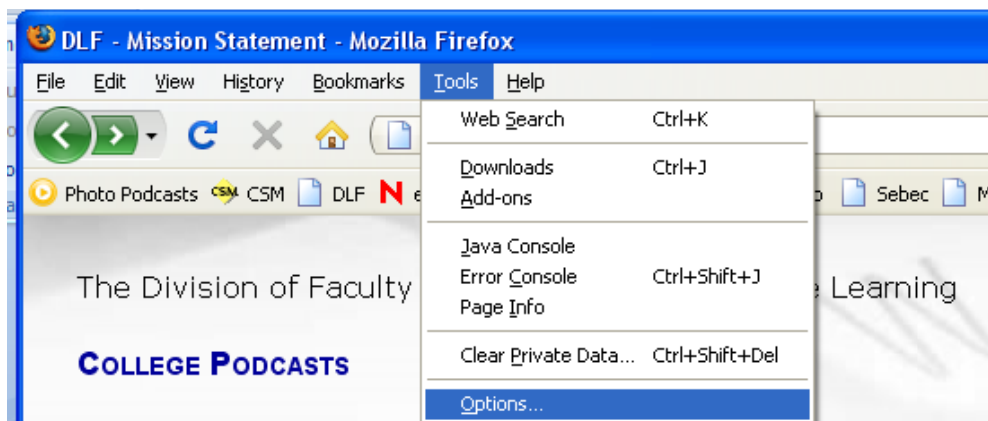 DLF - Mission Statement - Mozilla Firefox
File Edit View History Bookmarks Tools Help
Web Search Ctrl+K
Downloads Ctrl+J
Add-ons
Photo Podcasts CSM CSM DLF N Sebec
Java Console
Error Console Ctrl+Shift+J
Page Info
The Division of Faculty Learning
Clear Private Data... Ctrl+Shift+Del
COLLEGE PODCASTS
Options...